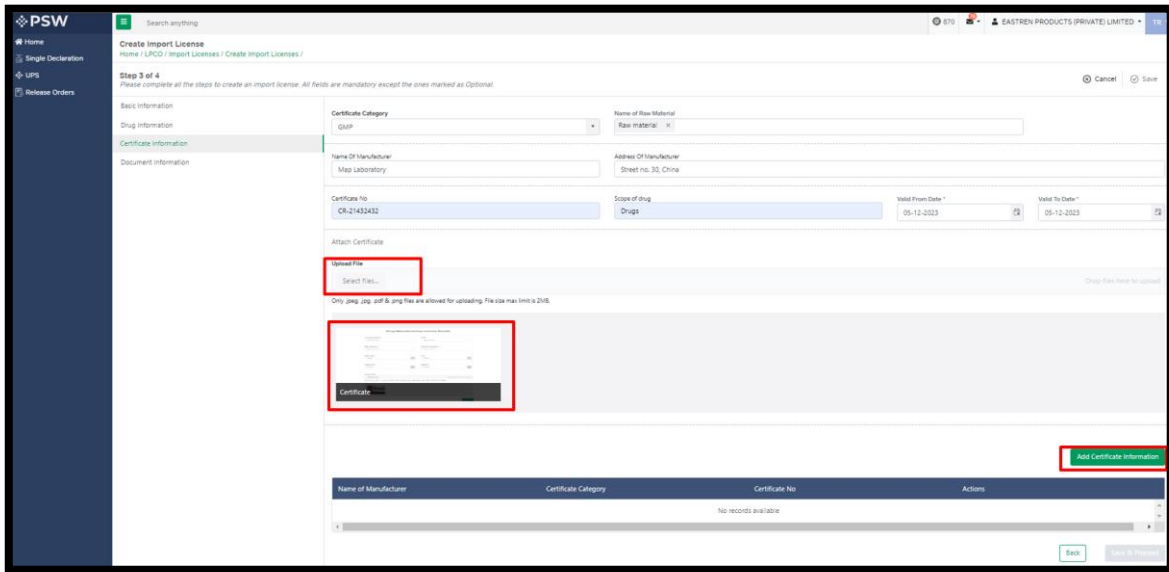 PSW
Search anything
870
EASTREN PRODUCTS (PRIVATE) LIMITED
TR
Home
Single Declaration
UPS
Release Orders
Create Import License
Home / LPCO / Import Licenses / Create Import Licenses /
Step 3 of 4
Please complete all the steps to create an import license. All fields are mandatory except the ones marked as Optional.
Cancel
Save
Basic Information
Drug Information
Certificate Information
Document Information
Certificate Category
GMP
Name of Raw Material
Raw material ×
Name Of Manufacturer
Map Laboratory
Address Of Manufacturer
Street no. 30, China
Certificate No
CR-21432432
Scope of drug
Drugs
Valid From Date *
05-12-2023
Valid To Date *
05-12-2023
Attach Certificate
Upload File
Select files...
Drop files here to upload
Only .jpeg, .jpg, .pdf & .png files are allowed for uploading. File size max limit is 2MB.
Certificate
Add Certificate Information
Name of Manufacturer
Certificate Category
Certificate No
Actions
No records available
Back
Save & Proceed